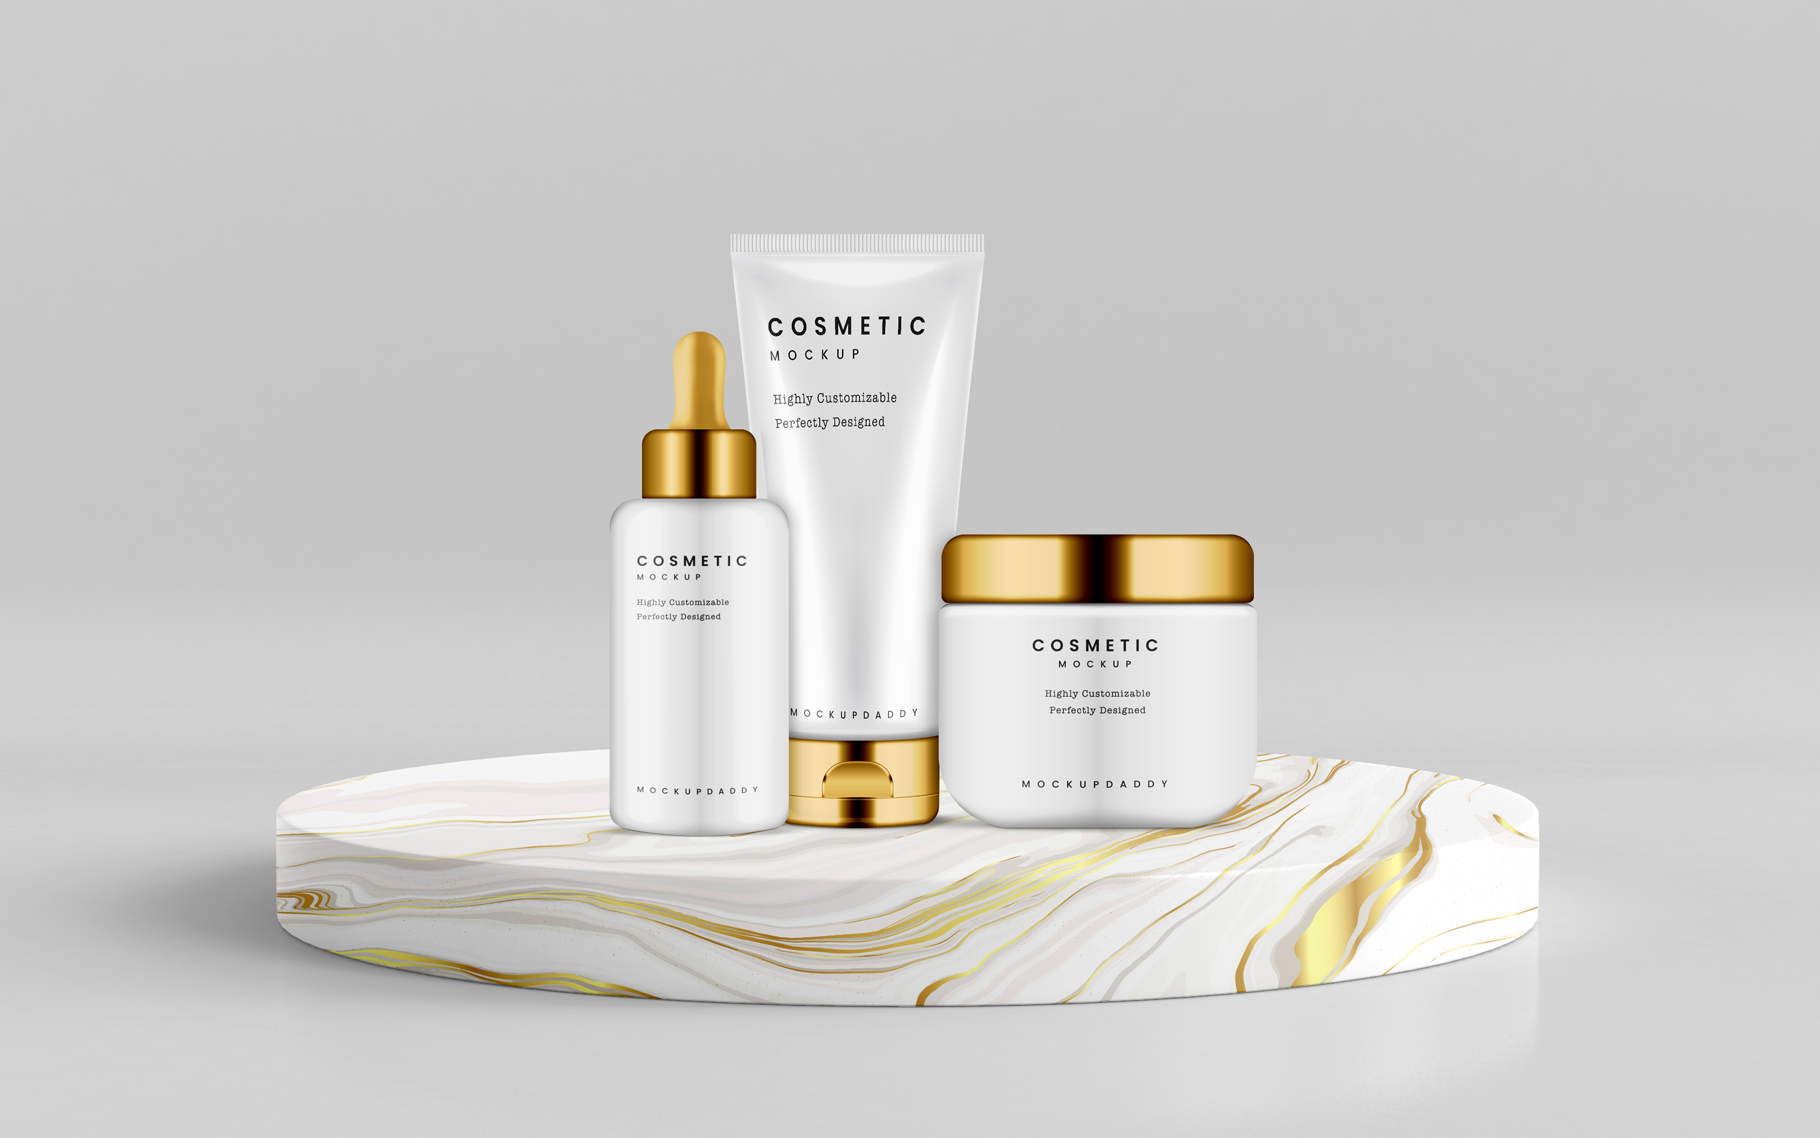 COSMETIC
MOCKUP
Highly Customizable
Perfectly Designed
MOCKUPDADDY
COSMETIC
MOCKUP
Highly Customizable
Perfectly Designed
MOCKUPDADDY
COSMETIC
MOCKUP
Highly Customizable
Perfectly Designed
MOCKUPDADDY